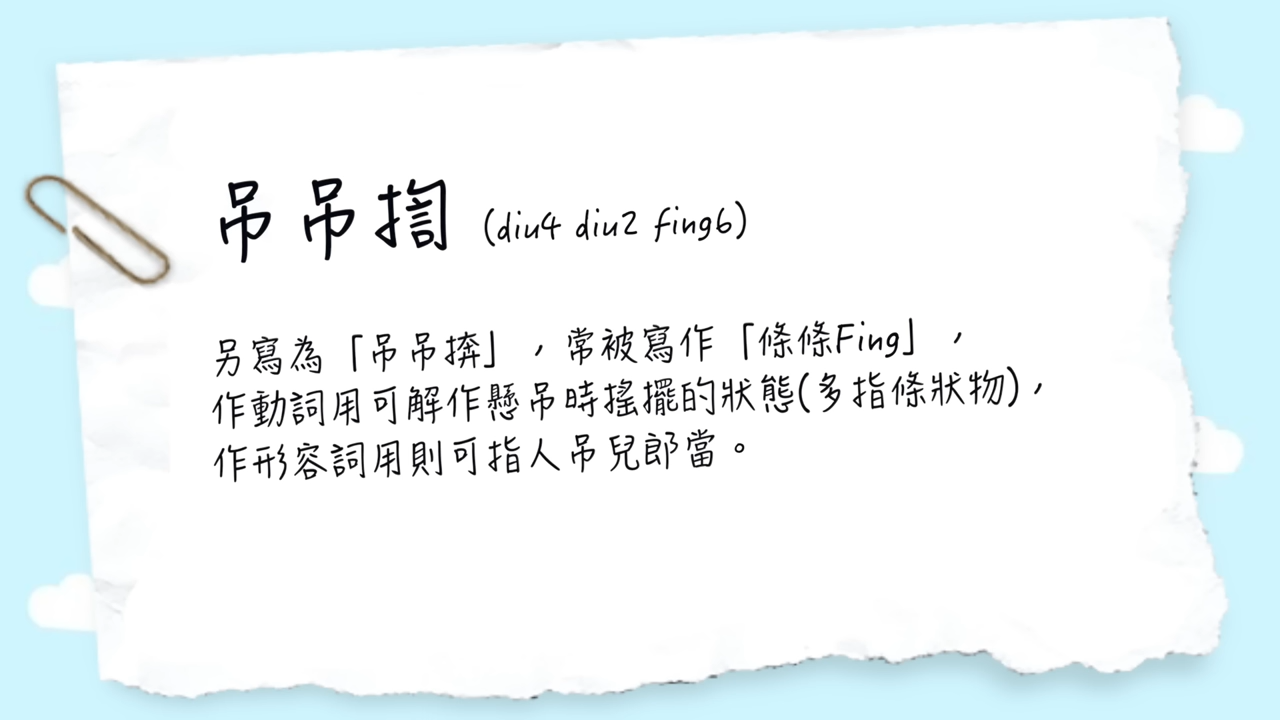 吊吊揈 (diu4 diu2 fing6)
另寫為「吊吊㨃」，常被寫作「條條Fing」，
作動詞用可解作懸吊時搖擺的狀態(多指條狀物)，
作形容詞用則可指人吊兒郎當。